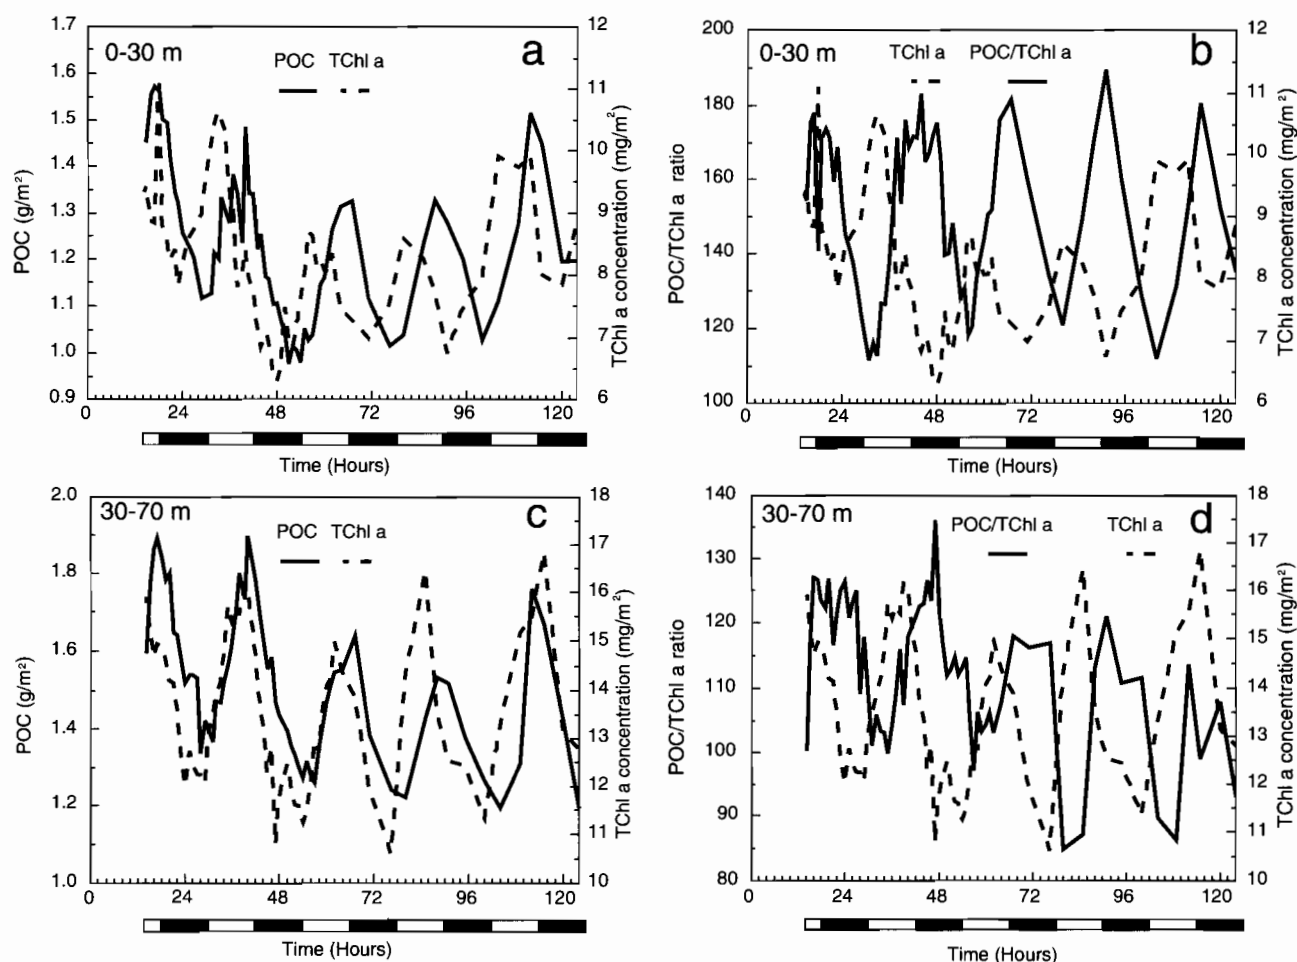 0-30 m
a
POC TChl a
POC (g/m²)
1.7
1.6
1.5
1.4
1.3
1.2
1.1
1.0
0.9
TChl a concentration (mg/m²)
12
11
10
9
8
7
6
0 24 48 72 96 120
Time (Hours)
0-30 m
b
TChl a POC/TChl a
POC/TChl a ratio
200
180
160
140
120
100
TChl a concentration (mg/m²)
12
11
10
9
8
7
6
0 24 48 72 96 120
Time (Hours)
30-70 m
c
POC TChl a
POC (g/m²)
2.0
1.8
1.6
1.4
1.2
1.0
TChl a concentration (mg/m²)
18
17
16
15
14
13
12
11
10
0 24 48 72 96 120
Time (Hours)
30-70 m
d
POC/TChl a TChl a
POC/TChl a ratio
140
130
120
110
100
90
80
TChl a concentration (mg/m²)
18
17
16
15
14
13
12
11
10
0 24 48 72 96 120
Time (Hours)